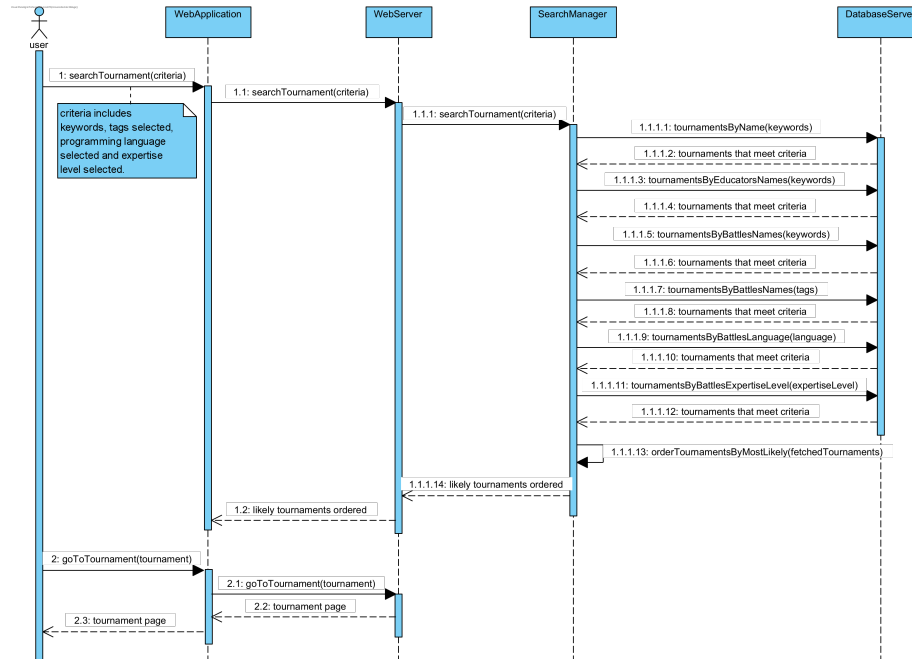 WebApplication
WebServer
SearchManager
DatabaseServe
user
1: searchTournament(criteria)
1.1: searchTournament(criteria)
1.1.1: searchTournament(criteria)
criteria includes
keywords, tags selected,
programming language
selected and expertise
level selected.
1.1.1.1: tournamentsByName(keywords)
1.1.1.2: tournaments that meet criteria
1.1.1.3: tournamentsByEducatorsNames(keywords)
1.1.1.4: tournaments that meet criteria
1.1.1.5: tournamentsByBattlesNames(keywords)
1.1.1.6: tournaments that meet criteria
1.1.1.7: tournamentsByBattlesNames(tags)
1.1.1.8: tournaments that meet criteria
1.1.1.9: tournamentsByBattlesLanguage(language)
1.1.1.10: tournaments that meet criteria
1.1.1.11: tournamentsByBattlesExpertiseLevel(expertiseLevel)
1.1.1.12: tournaments that meet criteria
1.1.1.13: orderTournamentsByMostLikely(fetchedTournaments)
1.1.1.14: likely tournaments ordered
1.2: likely tournaments ordered
2: goToTournament(tournament)
2.1: goToTournament(tournament)
2.2: tournament page
2.3: tournament page